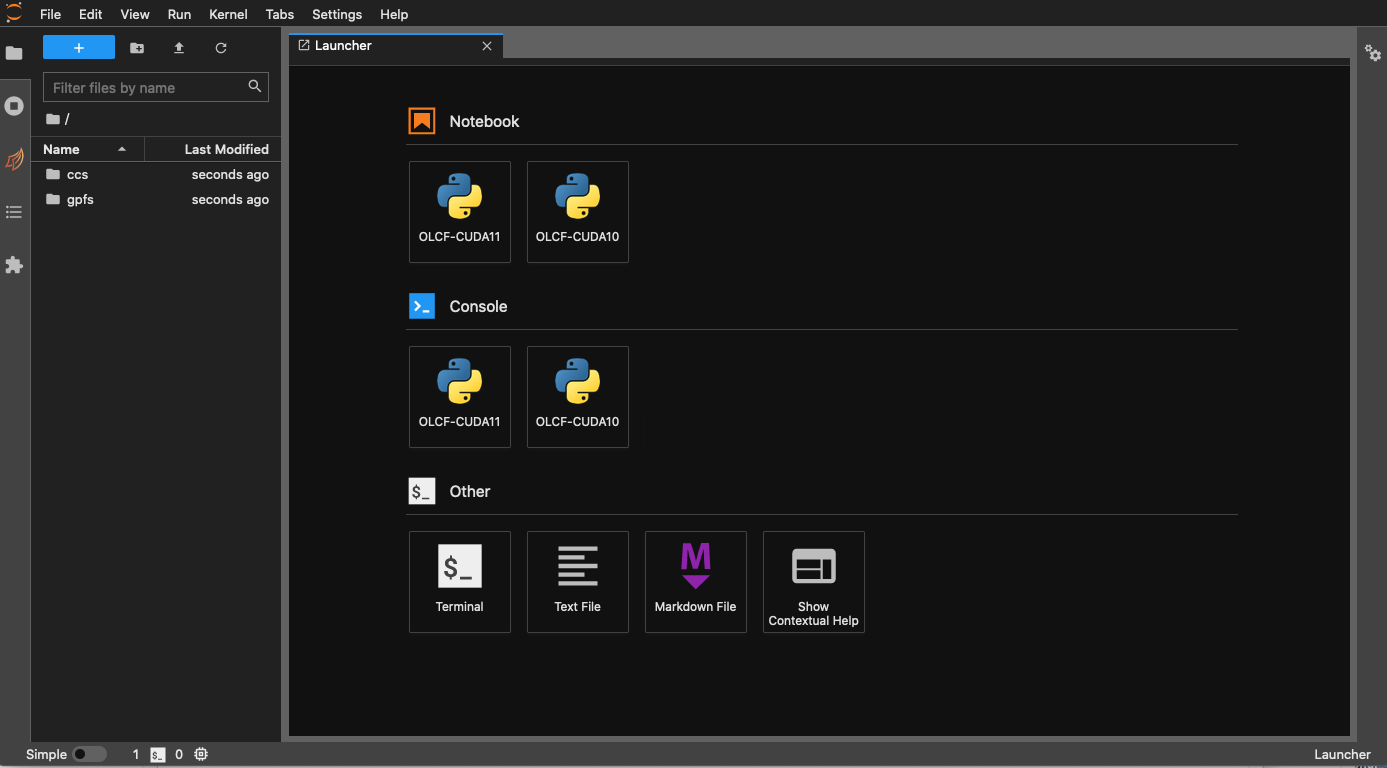 File Edit View Run Kernel Tabs Settings Help
+
Launcher
Filter files by name
/
Name Last Modified
ccs seconds ago
gpfs seconds ago
Notebook
OLCF-CUDA11 OLCF-CUDA10
Console
OLCF-CUDA11 OLCF-CUDA10
$_ Other
$_
Terminal Text File Markdown File Show
Contextual Help
Simple 1 $_ 0 Launcher